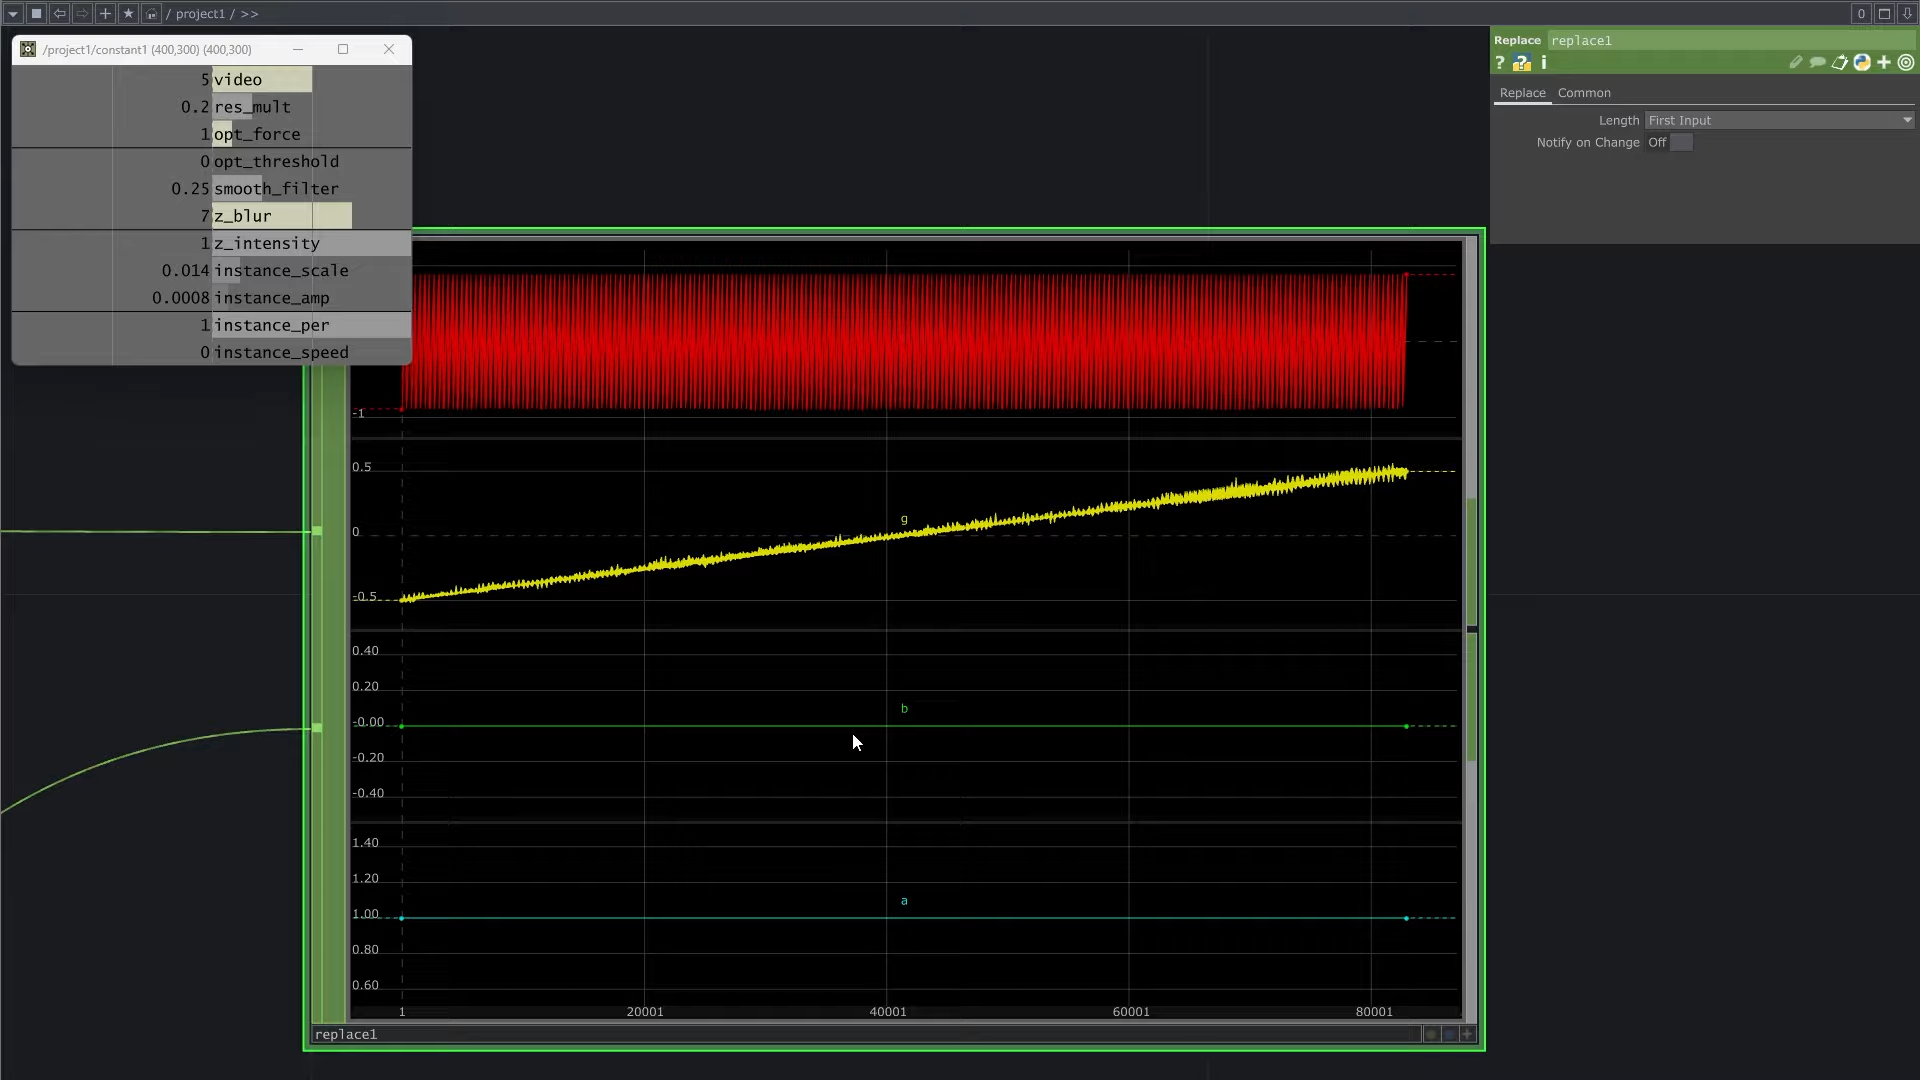 / project1 / >>
0
/project1/constant1 (400,300) (400,300)
5 video
0.2 res_mult
1 opt_force
0 opt_threshold
0.25 smooth_filter
7 z_blur
1 z_intensity
0.014 instance_scale
0.0008 instance_amp
1 instance_per
0 instance_speed
Replace replace1
? ? i
Replace Common
Length First Input
Notify on Change Off
-1
0.5
g
0
-0.5
0.40
0.20
b
-0.00
-0.20
-0.40
1.40
1.20
a
1.00
0.80
0.60
1 20001 40001 60001 80001
replace1